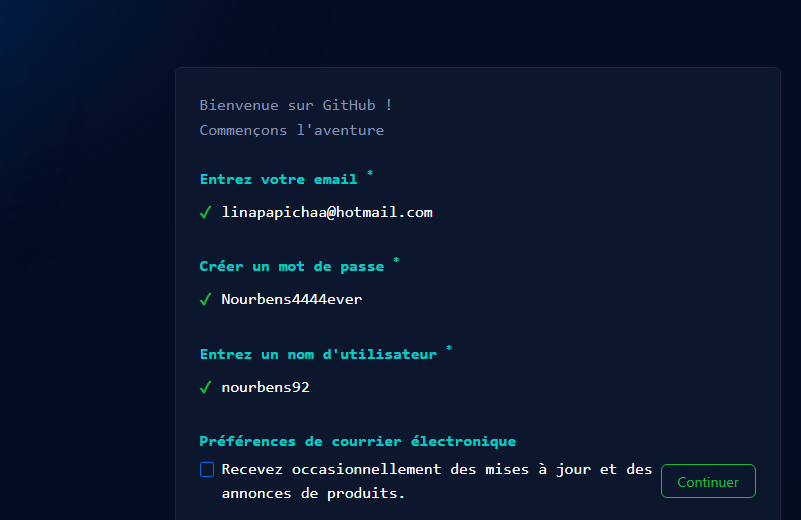 Bienvenue sur GitHub !
Commençons l'aventure
Entrez votre email *
✓ linapapichaa@hotmail.com
Créer un mot de passe *
✓ Nourbens4444ever
Entrez un nom d'utilisateur *
✓ nourbens92
Préférences de courrier électronique
Recevez occasionnellement des mises à jour et des
annonces de produits.
Continuer